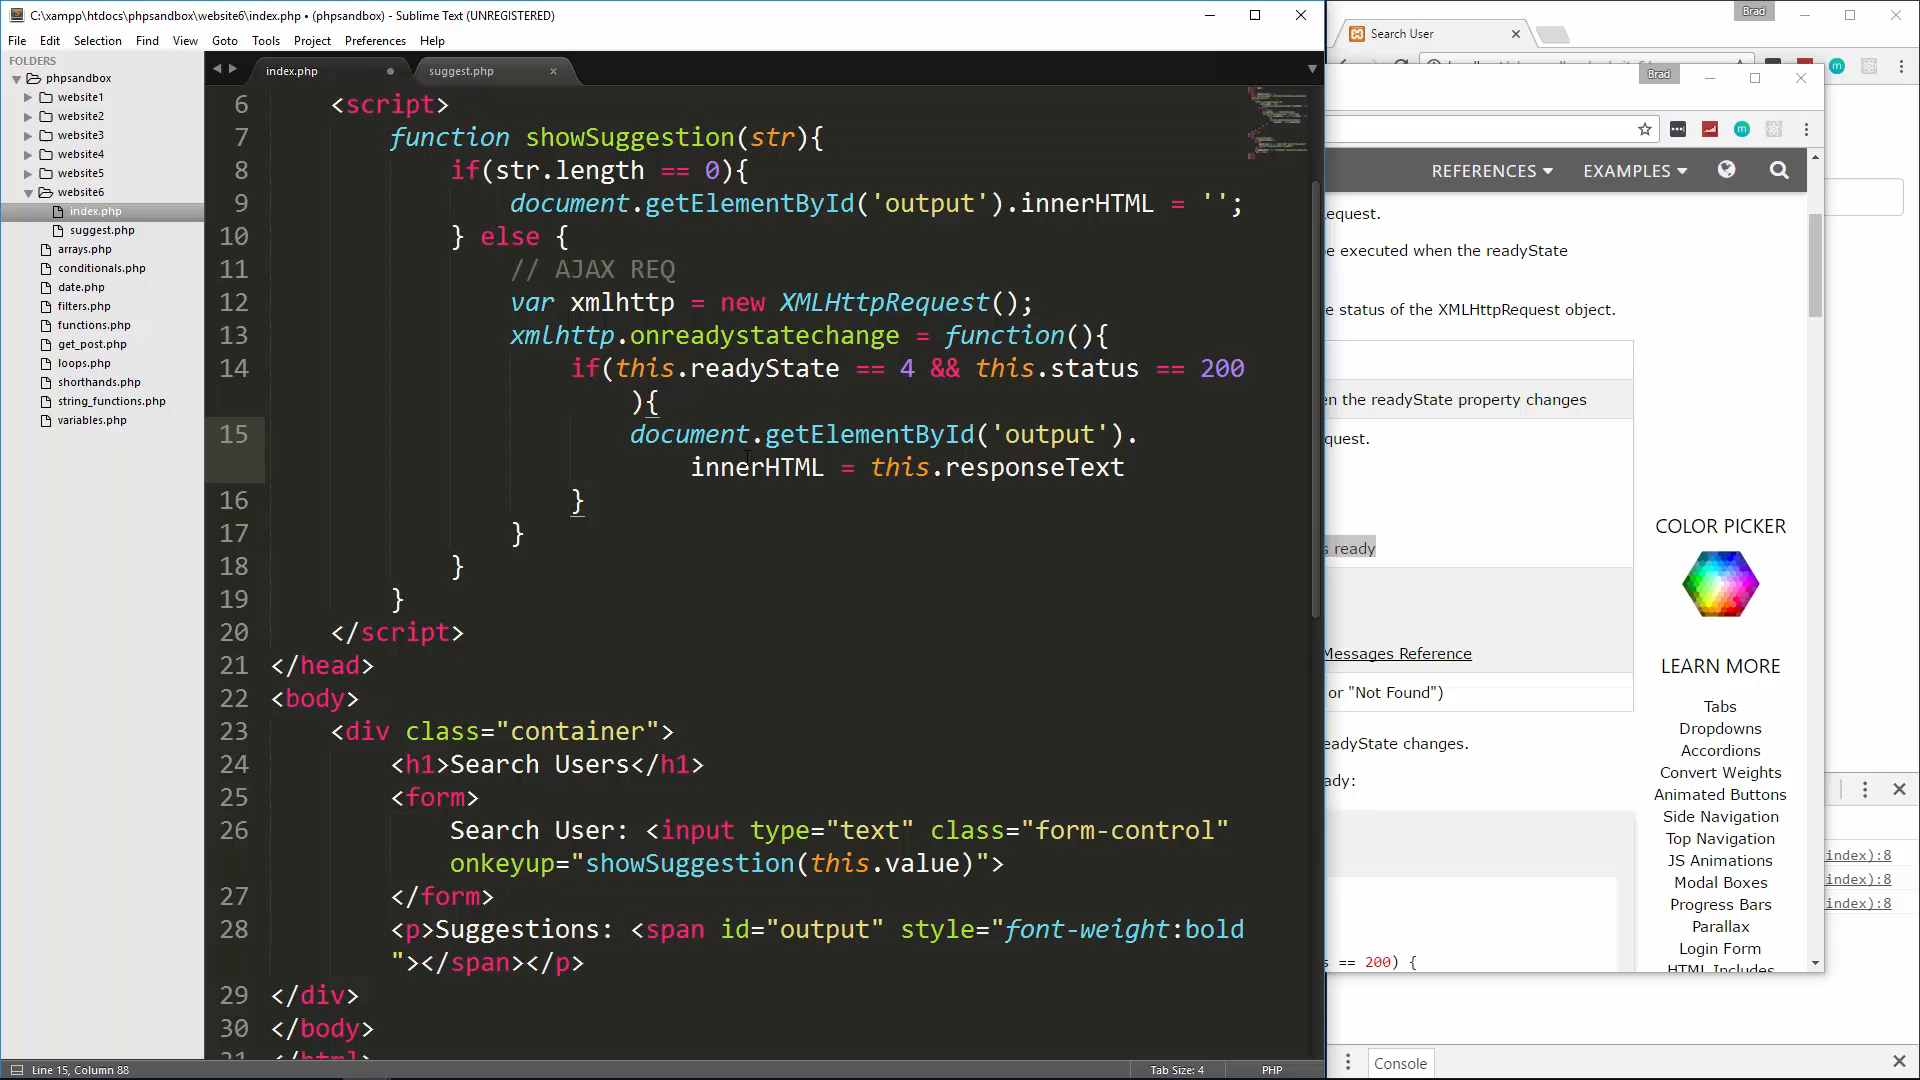 C:\xampp\htdocs\phpsandbox\website6\index.php • (phpsandbox) - Sublime Text (UNREGISTERED)
File Edit Selection Find View Goto Tools Project Preferences Help
FOLDERS
phpsandbox
website1
website2
website3
website4
website5
website6
index.php
suggest.php
arrays.php
conditionals.php
date.php
filters.php
functions.php
get_post.php
loops.php
shorthands.php
string_functions.php
variables.php
index.php
suggest.php
6 <script>
7 function showSuggestion(str){
8 if(str.length == 0){
9 document.getElementById('output').innerHTML = '';
10 } else {
11 // AJAX REQ
12 var xmlhttp = new XMLHttpRequest();
13 xmlhttp.onreadystatechange = function(){
14 if(this.readyState == 4 && this.status == 200
){
15 document.getElementById('output').
innerHTML = this.responseText
16 }
17 }
18 }
19 }
20 </script>
21 </head>
22 <body>
23 <div class="container">
24 <h1>Search Users</h1>
25 <form>
26 Search User: <input type="text" class="form-control"
onkeyup="showSuggestion(this.value)">
27 </form>
28 <p>Suggestions: <span id="output" style="font-weight:bold
"></span></p>
29 </div>
30 </body>
31 </html>
Line 15, Column 88
Tab Size: 4
PHP
Brad
Search User
Brad
REFERENCES
EXAMPLES
equest.
be executed when the readyState
e status of the XMLHttpRequest object.
en the readyState property changes
quest.
s ready
Messages Reference
or "Not Found")
eadyState changes.
dy:
s == 200) {
COLOR PICKER
LEARN MORE
Tabs
Dropdowns
Accordions
Convert Weights
Animated Buttons
Side Navigation
Top Navigation
JS Animations
Modal Boxes
Progress Bars
Parallax
Login Form
HTML Includes
index):8
index):8
index):8
Console